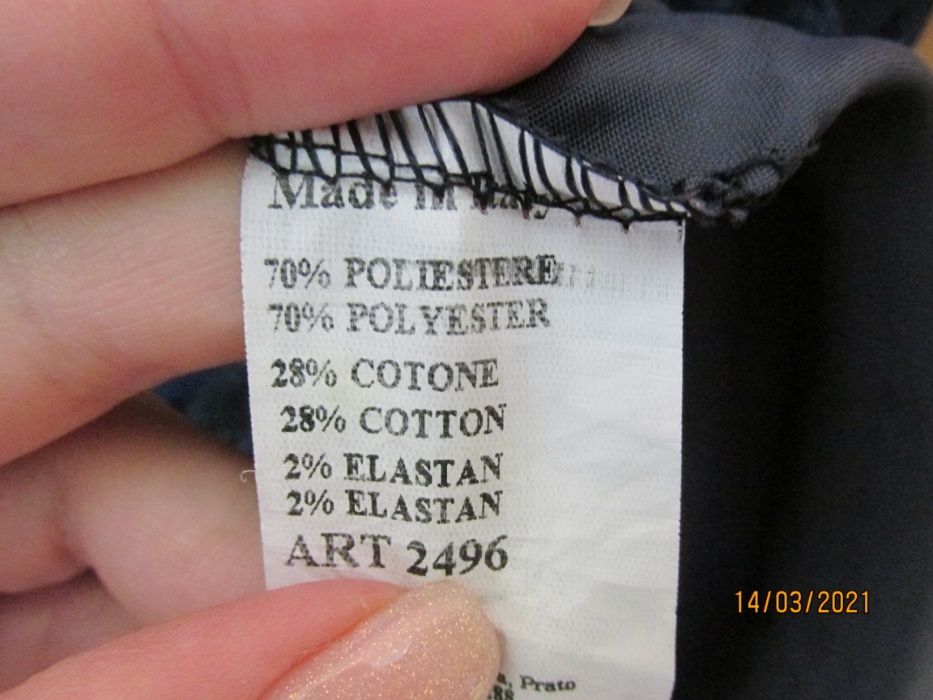 Made in Italy
70% POLIESTERE
70% POLYESTER
28% COTONE
28% COTTON
2% ELASTAN
2% ELASTAN
ART 2496
14/03/2021
Prato
88